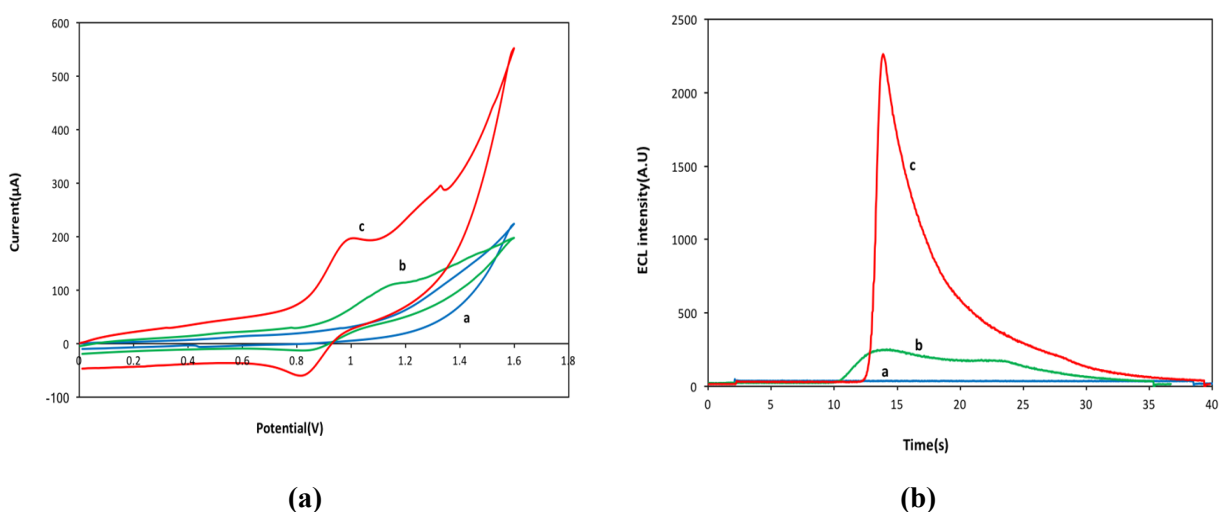 600
500
400
300
200
100
0
-100
0 0.2 0.4 0.6 0.8 1 1.2 1.4 1.6 1.8
Current(µA)
Potential(V)
c
b
a
(a)
2500
2000
1500
1000
500
0
0 5 10 15 20 25 30 35 40
ECL intensity(A.U)
Time(s)
c
b
a
(b)